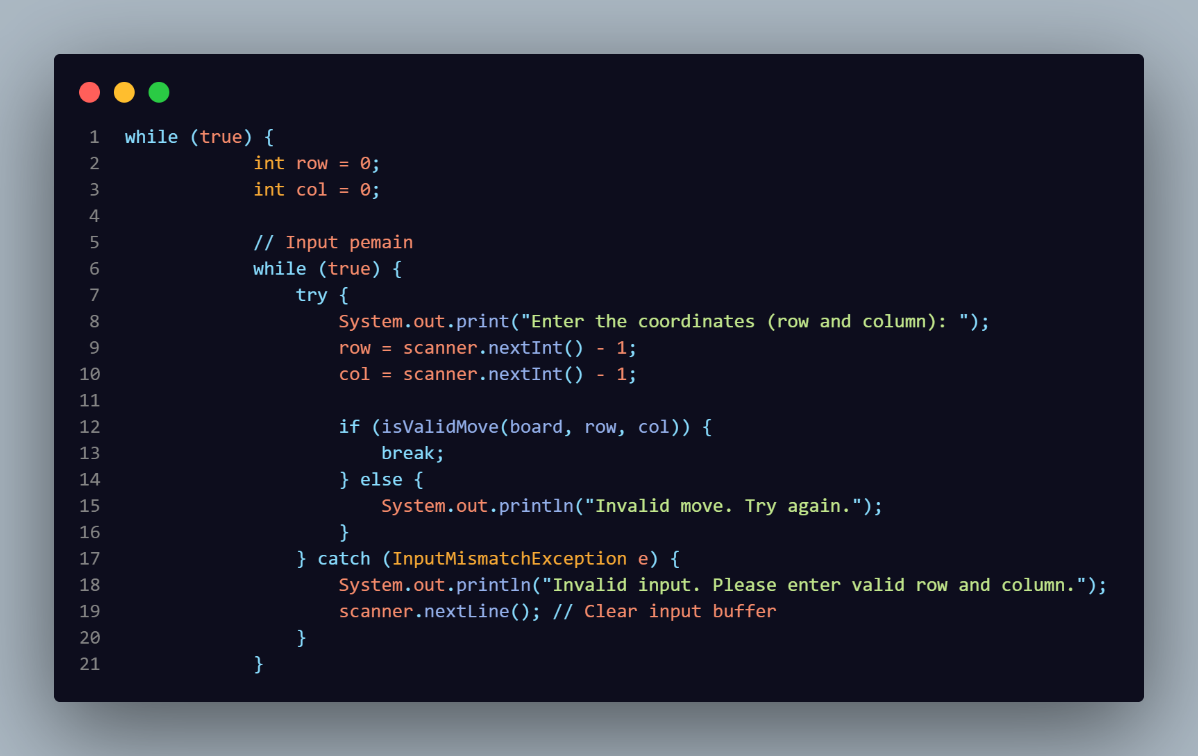 1 while (true) {
2             int row = 0;
3             int col = 0;
4
5             // Input pemain
6             while (true) {
7                 try {
8                     System.out.print("Enter the coordinates (row and column): ");
9                     row = scanner.nextInt() - 1;
10                     col = scanner.nextInt() - 1;
11
12                     if (isValidMove(board, row, col)) {
13                         break;
14                     } else {
15                         System.out.println("Invalid move. Try again.");
16                     }
17                 } catch (InputMismatchException e) {
18                     System.out.println("Invalid input. Please enter valid row and column.");
19                     scanner.nextLine(); // Clear input buffer
20                 }
21             }